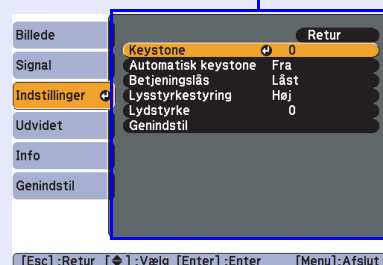 Billede
Signal
Indstillinger
Udvidet
Info
Genindstil
Retur
Keystone 0
Automatisk keystone Fra
Betjeningslås Låst
Lysstyrkestyring Høj
Lydstyrke 0
Genindstil
[Esc] :Retur [◆] :Vælg [Enter] :Enter [Menu]:Afslut